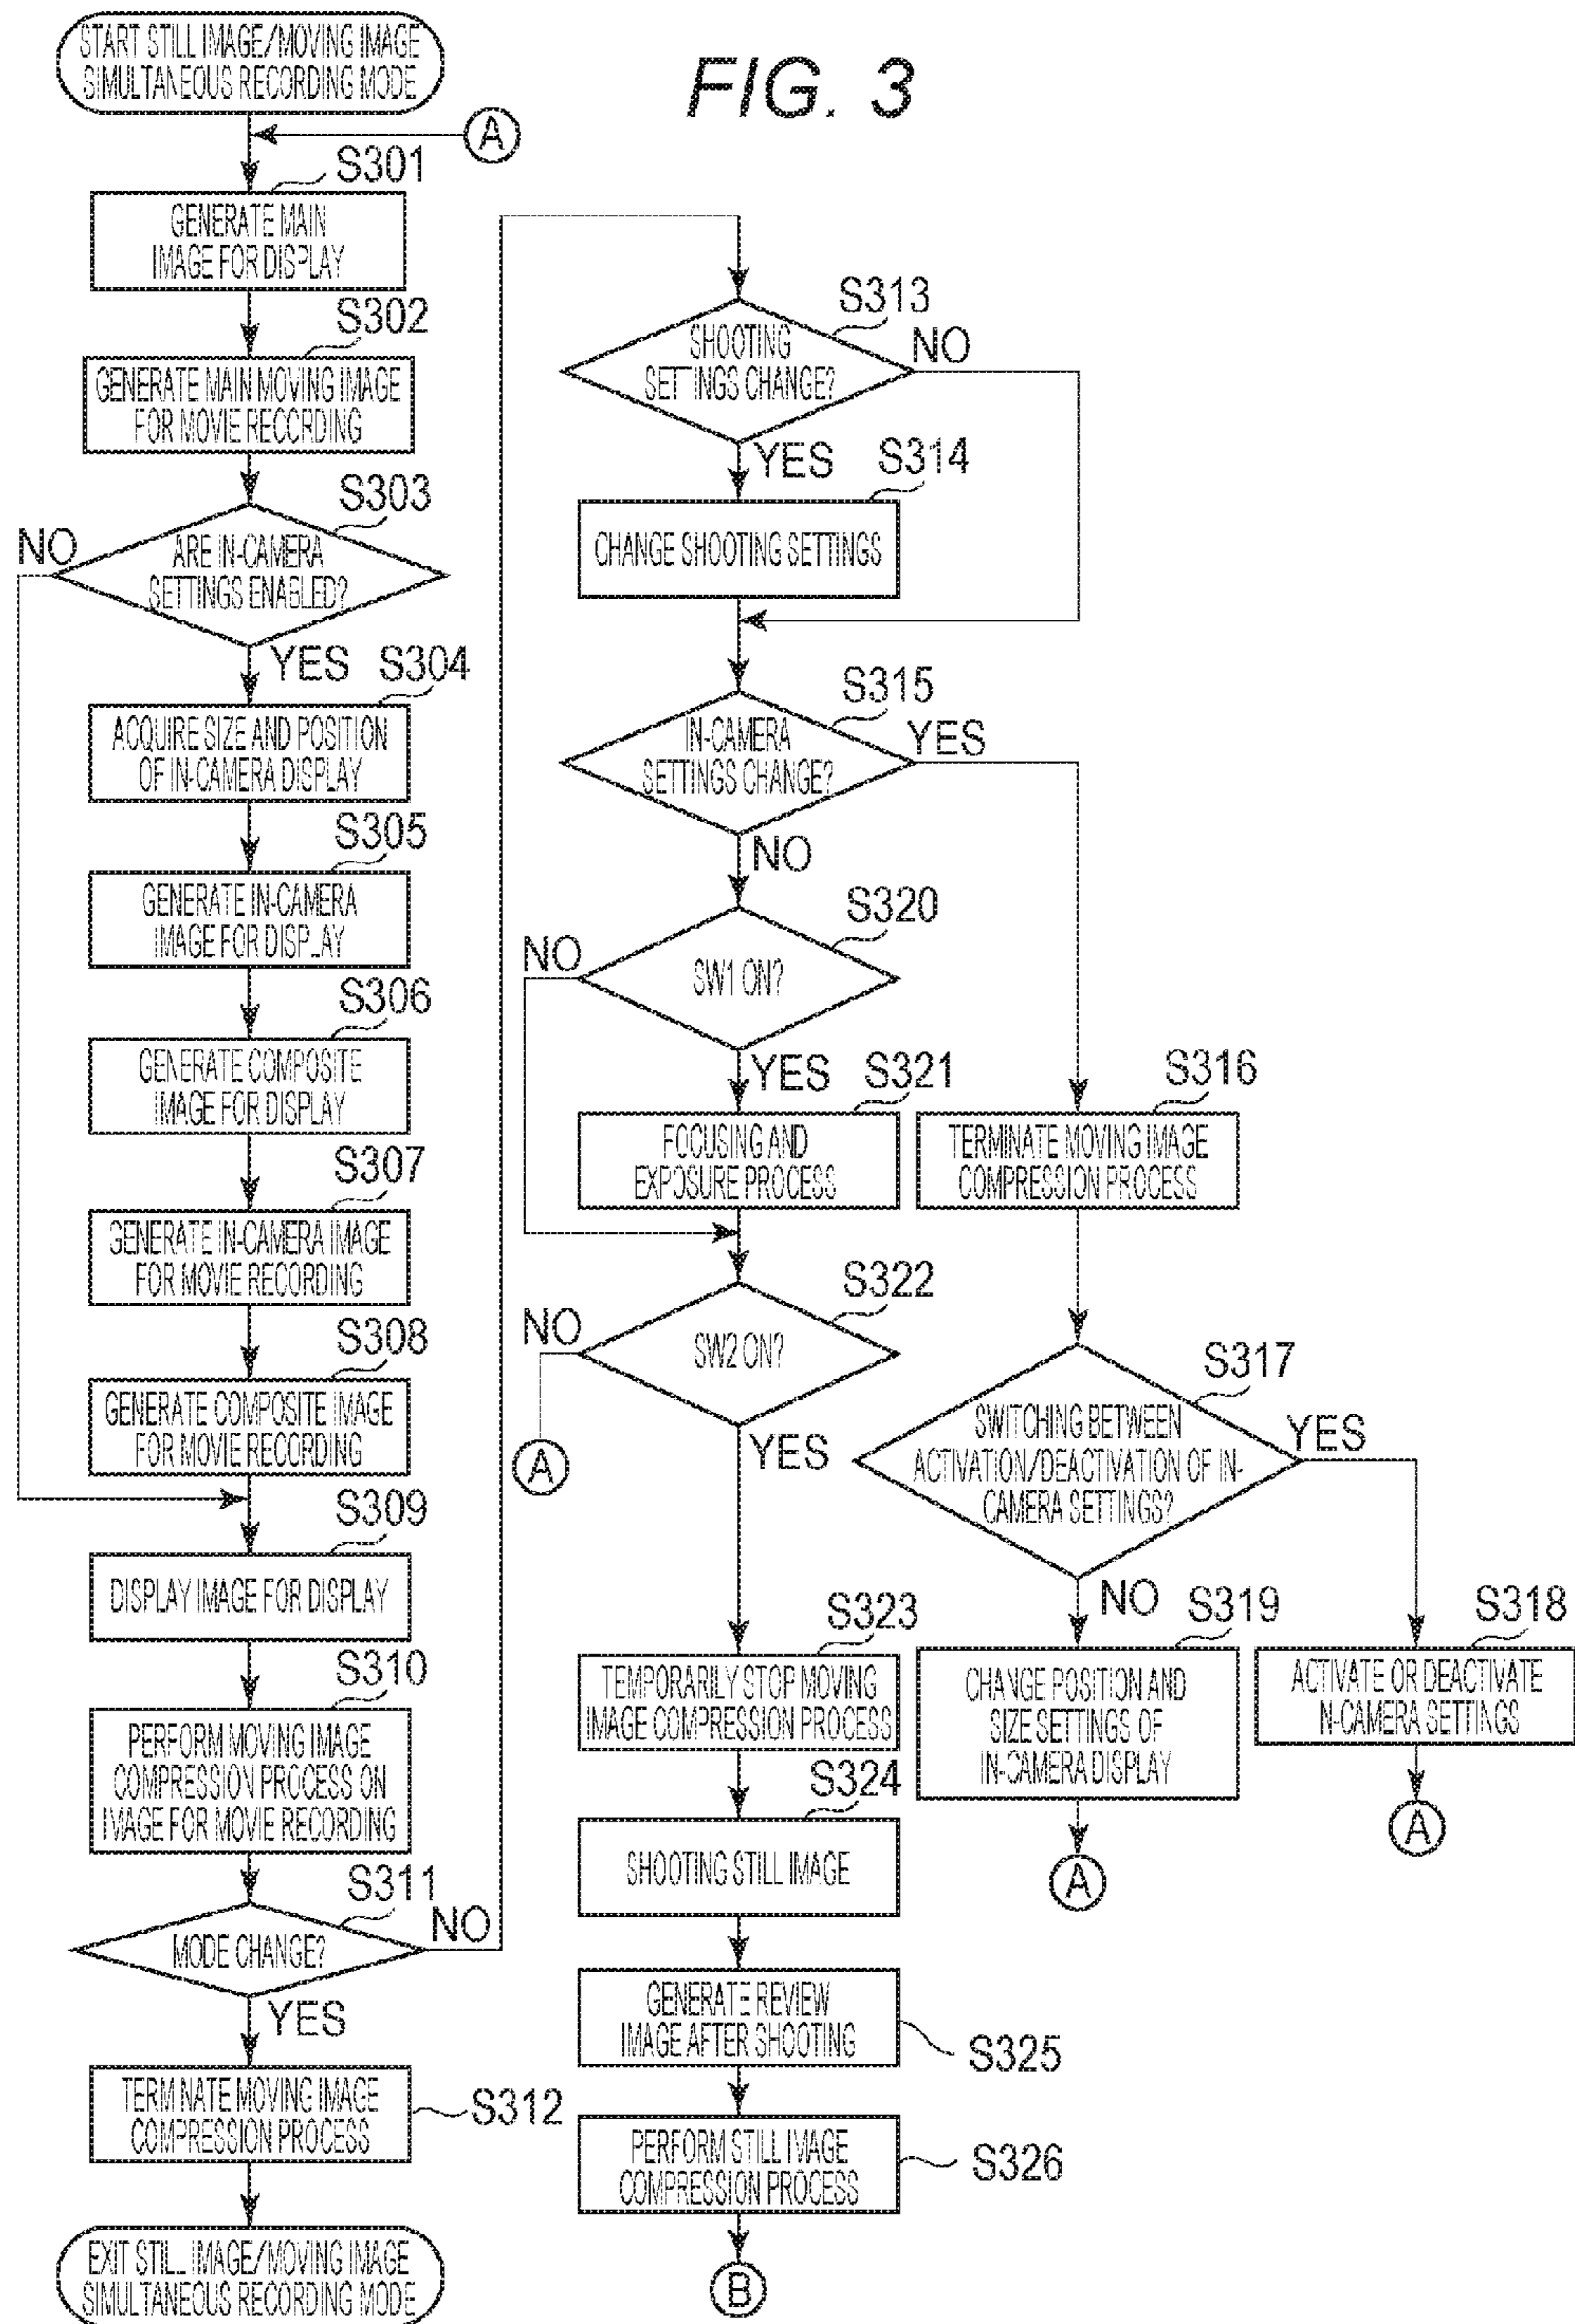 FIG. 3
START STILL IMAGE/MOVING IMAGE
SIMULTANEOUS RECORDING MODE
A
S301
GENERATE MAIN
IMAGE FOR DISPLAY
S302
GENERATE MAIN MOVING IMAGE
FOR MOVIE RECORDING
S303
ARE IN-CAMERA
SETTINGS ENABLED?
NO
YES
S304
ACQUIRE SIZE AND POSITION
OF IN-CAMERA DISPLAY
S305
GENERATE IN-CAMERA
IMAGE FOR DISPLAY
S306
GENERATE COMPOSITE
IMAGE FOR DISPLAY
S307
GENERATE IN-CAMERA IMAGE
FOR MOVIE RECORDING
S308
GENERATE COMPOSITE IMAGE
FOR MOVIE RECORDING
S309
DISPLAY IMAGE FOR DISPLAY
S310
PERFORM MOVING IMAGE
COMPRESSION PROCESS ON
IMAGE FOR MOVIE RECORDING
S311
MODE CHANGE?
NO
YES
S312
TERMINATE MOVING IMAGE
COMPRESSION PROCESS
EXIT STILL IMAGE/MOVING IMAGE
SIMULTANEOUS RECORDING MODE
S313
SHOOTING
SETTINGS CHANGE?
NO
YES
S314
CHANGE SHOOTING SETTINGS
S315
IN-CAMERA
SETTINGS CHANGE?
YES
NO
S320
SW1 ON?
NO
YES
S321
FOCUSING AND
EXPOSURE PROCESS
S322
SW2 ON?
NO
A
YES
S323
TEMPORARILY STOP MOVING
IMAGE COMPRESSION PROCESS
S324
SHOOTING STILL IMAGE
GENERATE REVIEW
IMAGE AFTER SHOOTING
S325
PERFORM STILL IMAGE
COMPRESSION PROCESS
S326
B
S316
TERMINATE MOVING IMAGE
COMPRESSION PROCESS
S317
SWITCHING BETWEEN
ACTIVATION/DEACTIVATION OF IN-
CAMERA SETTINGS?
YES
NO
S319
CHANGE POSITION AND
SIZE SETTINGS OF
IN-CAMERA DISPLAY
A
S318
ACTIVATE OR DEACTIVATE
N-CAMERA SETTINGS
A